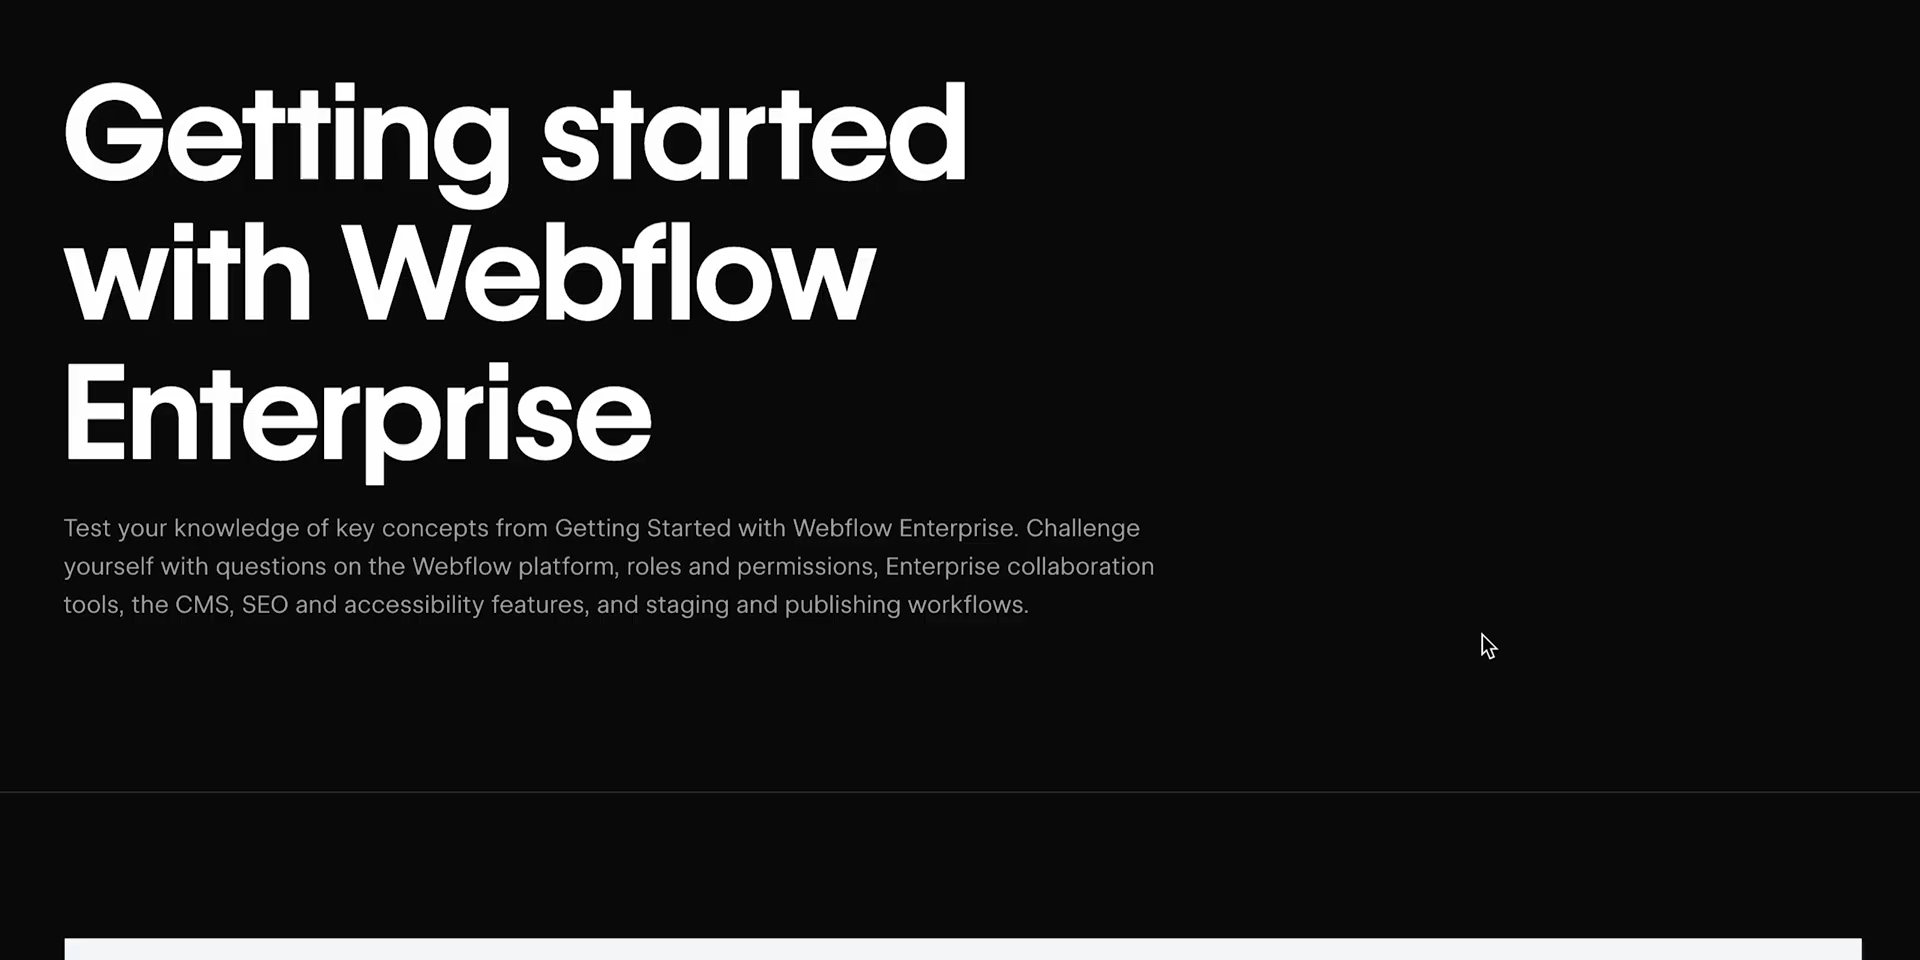 Getting started
with Webflow
Enterprise
Test your knowledge of key concepts from Getting Started with Webflow Enterprise. Challenge
yourself with questions on the Webflow platform, roles and permissions, Enterprise collaboration
tools, the CMS, SEO and accessibility features, and staging and publishing workflows.